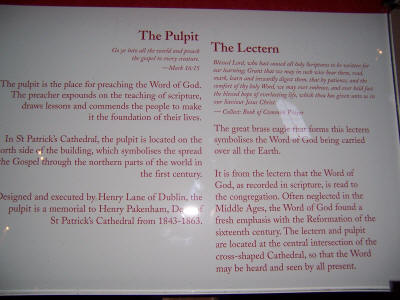 The Pulpit
Go ye into all the world and preach
the gospel to every creature.
—Mark 16:15
The pulpit is the place for preaching the Word of God.
The preacher expounds on the teaching of scripture,
draws lessons and commends the people to make
it the foundation of their lives.
In St Patrick's Cathedral, the pulpit is located on the
north side of the building, which symbolises the spread
of the Gospel through the northern parts of the world in
the first century.
Designed and executed by Henry Lane of Dublin, the
pulpit is a memorial to Henry Pakenham, Dean of
St Patrick's Cathedral from 1843-1863.
The Lectern
Blessed Lord, who hast caused all holy Scriptures to be written for
our learning; Grant that we may in such wise hear them, read,
mark, learn and inwardly digest them, that by patience, and the
comfort of thy holy Word, we may ever embrace, and ever hold fast
the blessed hope of everlasting life, which thou has given unto us in
our Saviour Jesus Christ.
— Collect: Book of Common Prayer
The great brass eagle that forms this lectern
symbolises the Word of God being carried
over all the Earth.
It is from the lectern that the Word of
God, as recorded in scripture, is read to
the congregation. Often neglected in the
Middle Ages, the Word of God found a
fresh emphasis with the Reformation of the
sixteenth century. The lectern and pulpit
are located at the central intersection of the
cross-shaped Cathedral, so that the Word
may be heard and seen by all present.